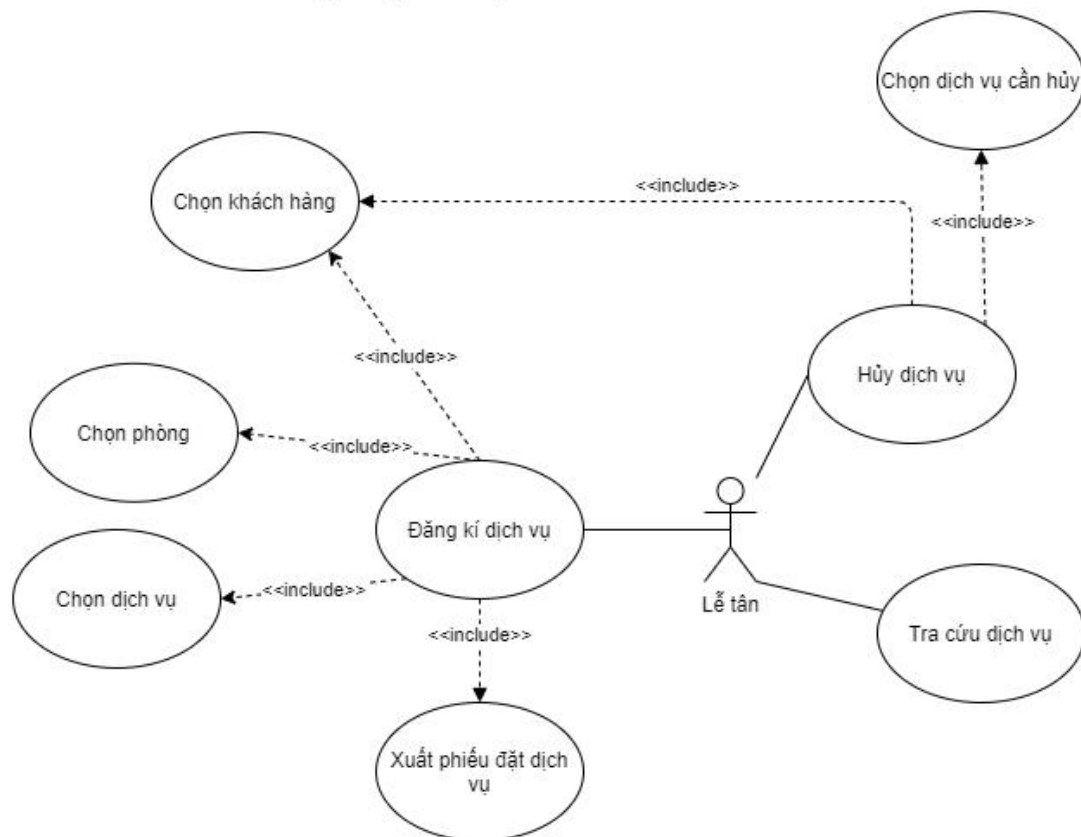 Chọn dịch vụ cần hủy
<<include>>
Chọn khách hàng
<<include>>
<<include>>
Hủy dịch vụ
Chọn phòng
<<include>>
Đăng kí dịch vụ
Chọn dịch vụ
<<include>>
Lễ tân
<<include>>
Tra cứu dịch vụ
Xuất phiếu đặt dịch
vụ